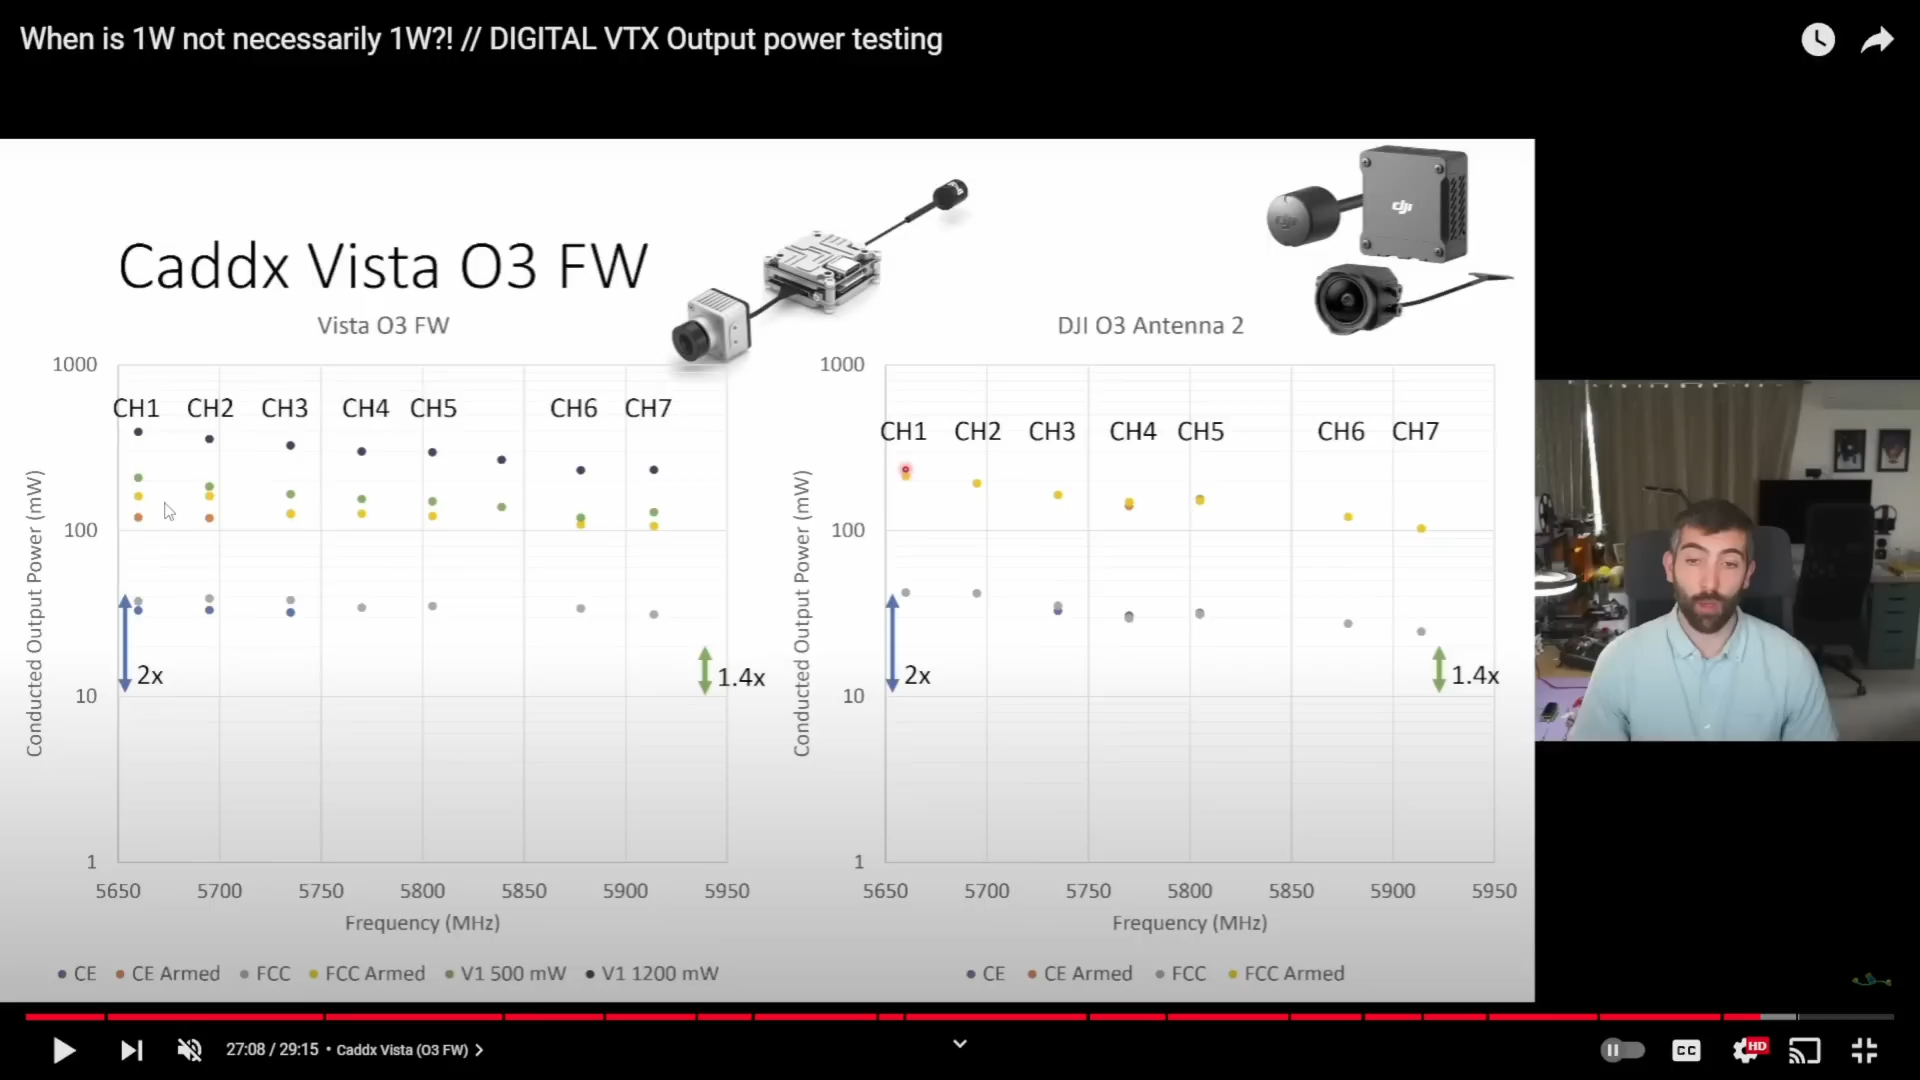 When is 1W not necessarily 1W?! // DIGITAL VTX Output power testing
Caddx Vista O3 FW
dji
Vista O3 FW
1000
100
10
1
Conducted Output Power (mW)
CH1 CH2 CH3 CH4 CH5 CH6 CH7
2x
1.4x
5650 5700 5750 5800 5850 5900 5950
Frequency (MHz)
CE CE Armed FCC FCC Armed V1 500 mW V1 1200 mW
DJI O3 Antenna 2
1000
100
10
1
Conducted Output Power (mW)
CH1 CH2 CH3 CH4 CH5 CH6 CH7
2x
1.4x
5650 5700 5750 5800 5850 5900 5950
Frequency (MHz)
CE CE Armed FCC FCC Armed
27:08 / 29:15 • Caddx Vista (O3 FW)
CC
HD